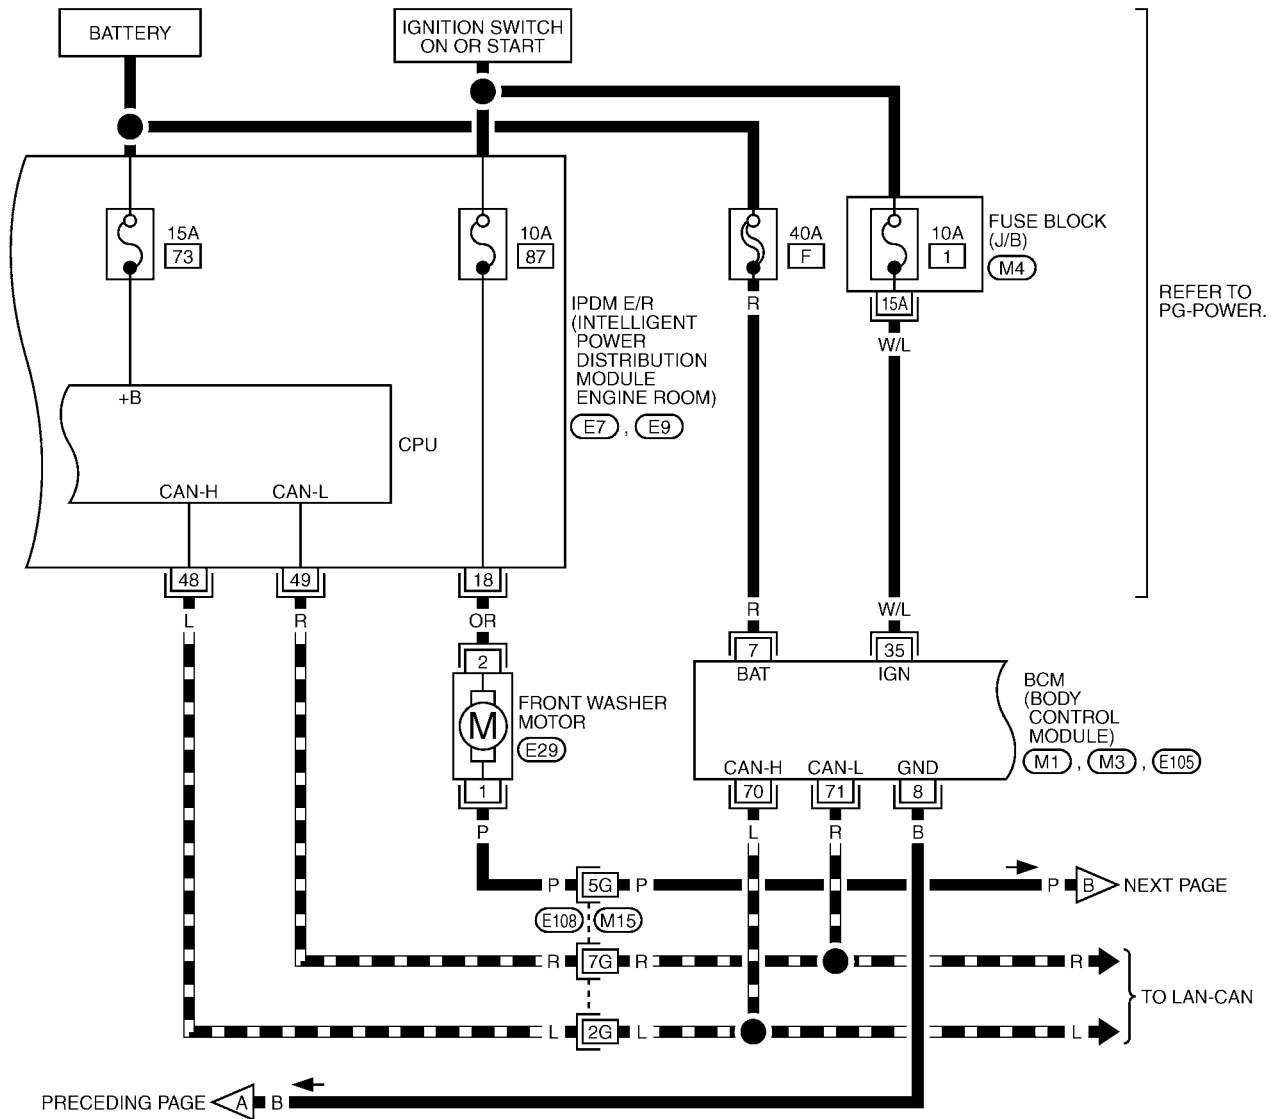 BATTERY
IGNITION SWITCH
ON OR START
15A
73
10A
87
40A
F
10A
1
FUSE BLOCK
(J/B)
M4
15A
R
W/L
REFER TO
PG-POWER.
IPDM E/R
(INTELLIGENT
POWER
DISTRIBUTION
MODULE
ENGINE ROOM)
E7 , E9
+B
CPU
CAN-H
CAN-L
48
49
18
L
R
OR
R
W/L
7
35
BAT
IGN
BCM
(BODY
CONTROL
MODULE)
M1 , M3 , E105
2
M
FRONT WASHER
MOTOR
E29
1
P
CAN-H
CAN-L
GND
70
71
8
L
R
B
P
5G
P
P
B
NEXT PAGE
E108
M15
R
7G
R
R
TO LAN-CAN
L
2G
L
L
PRECEDING PAGE
A
B